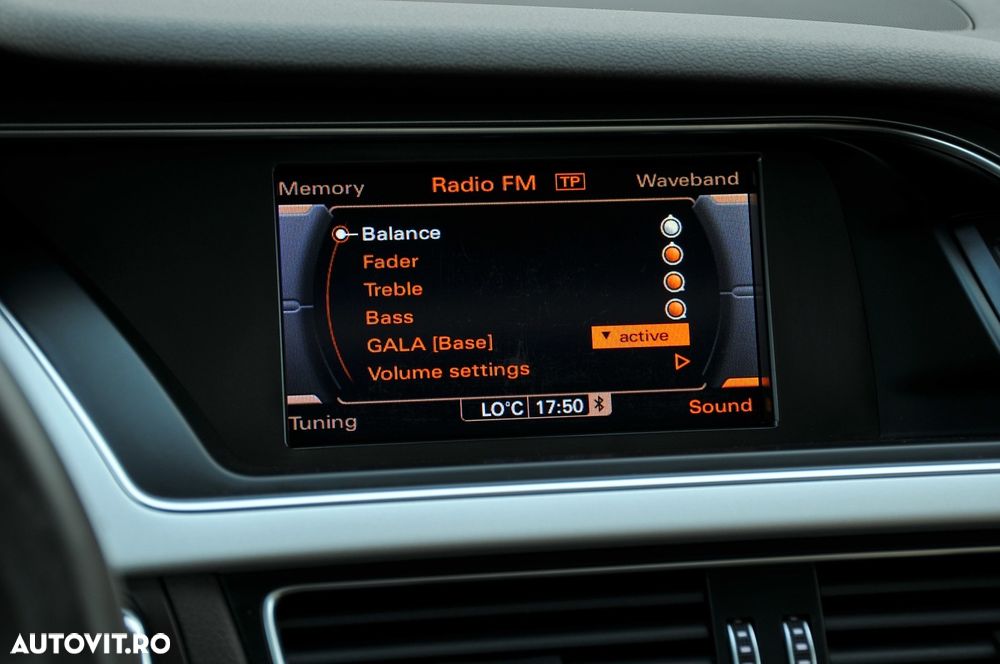 Memory Radio FM TP Waveband
Balance
Fader
Treble
Bass
GALA [Base] ▼ active
Volume settings
Tuning LO°C 17:50 Sound
AUTOVIT.RO